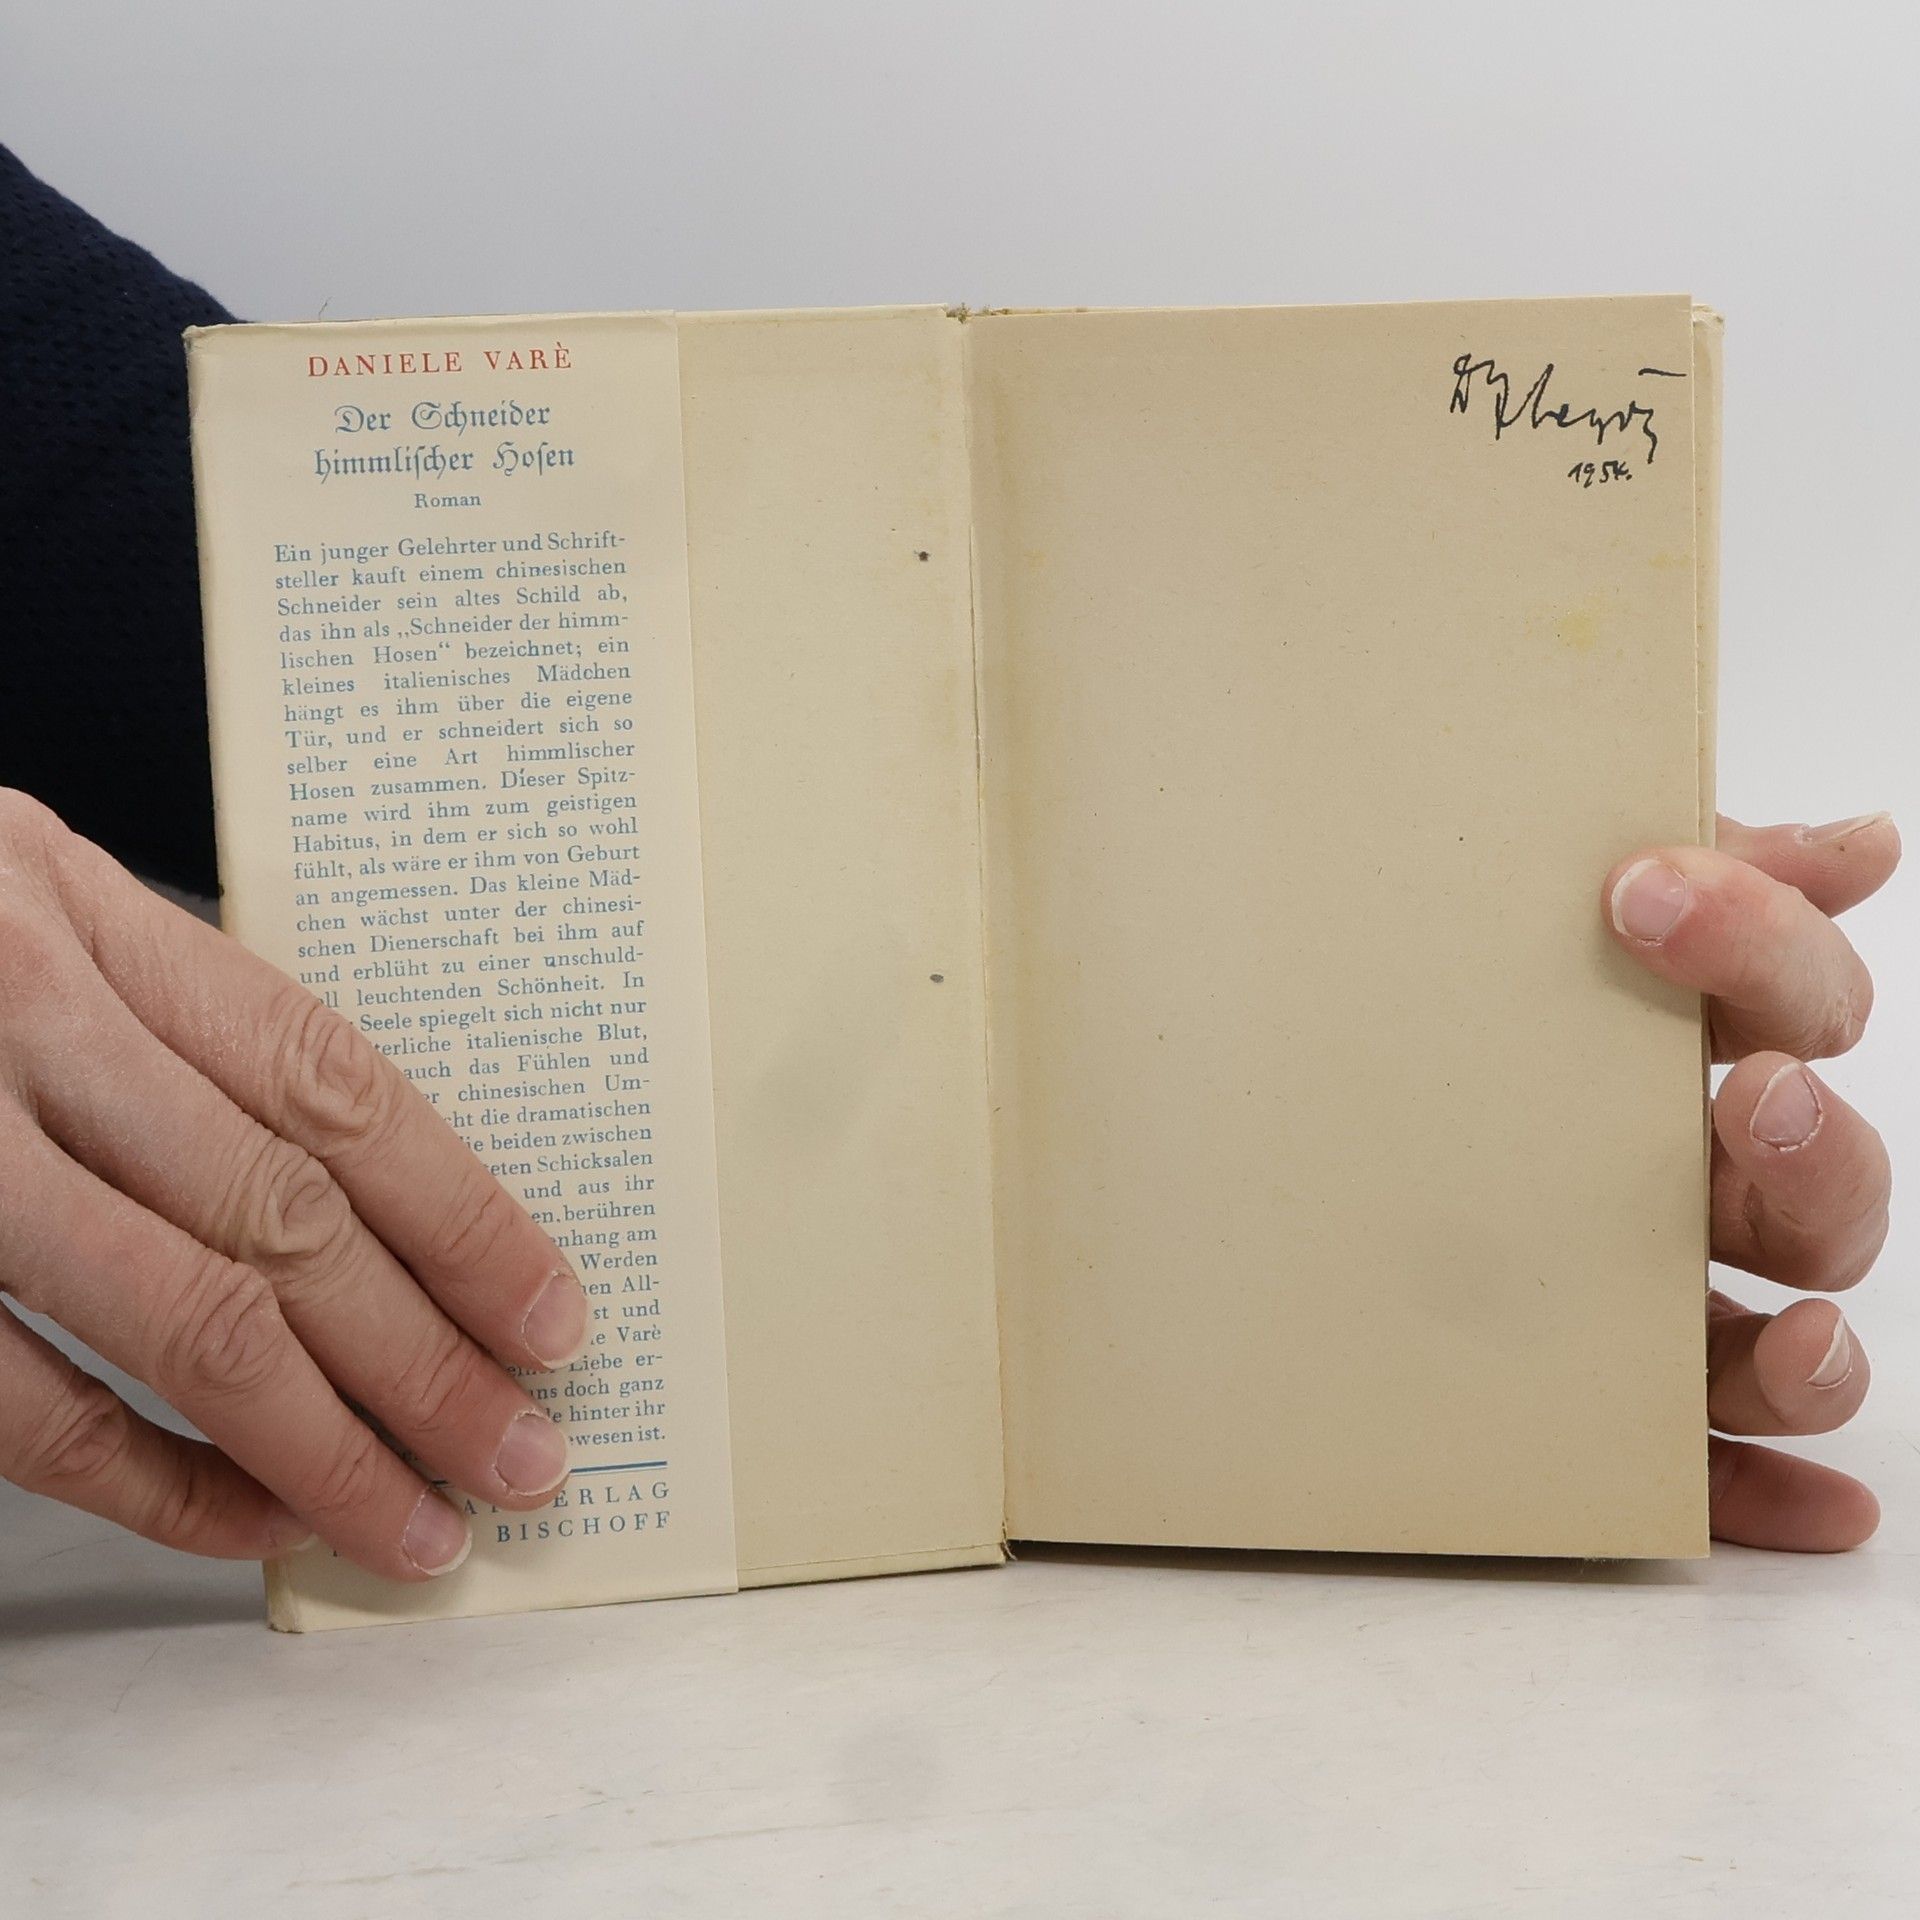 DANIELE VARÈ
Der Schneider
himmlischer Hosen
Roman
Ein junger Gelehrter und Schrift-
steller kauft einem chinesischen
Schneider sein altes Schild ab,
das ihn als „Schneider der himm-
lischen Hosen“ bezeichnet; ein
kleines italienisches Mädchen
hängt es ihm über die eigene
Tür, und er schneidert sich so
selber eine Art himmlischer
Hosen zusammen. Dieser Spitz-
name wird ihm zum geistigen
Habitus, in dem er sich so wohl
fühlt, als wäre er ihm von Geburt
an angemessen. Das kleine Mäd-
chen wächst unter der chinesi-
schen Dienerschaft bei ihm auf
und erblüht zu einer unschuld-
leuchtenden Schönheit. In
Seele spiegelt sich nicht nur
italienische Blut,
auch das Fühlen und
chinesischen Um-
die dramatischen
beiden zwischen
Schicksalen
und aus ihr
berühren
am
Werden
All-
und
Varè
Liebe er-
doch ganz
hinter ihr
ist.
BISCHOFF
1954.